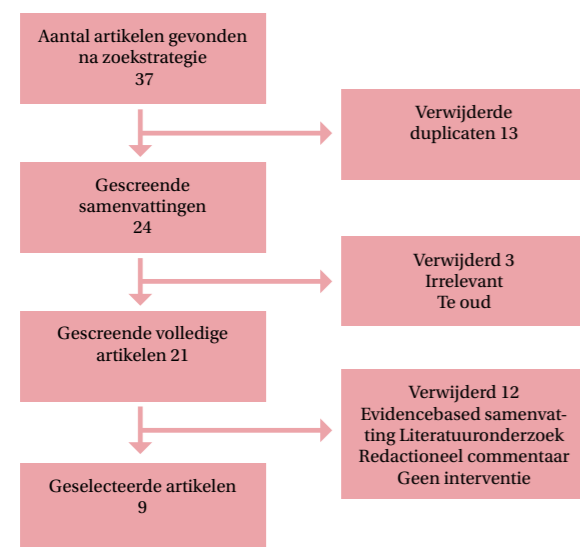 Aantal artikelen gevonden
na zoekstrategie
37
Verwijderde
duplicaten 13
Gescreende
samenvattingen
24
Verwijderd 3
Irrelevant
Te oud
Gescreende volledige
artikelen 21
Verwijderd 12
Evidencebased samenvat-
ting Literatuuronderzoek
Redactioneel commentaar
Geen interventie
Geselecteerde artikelen
9